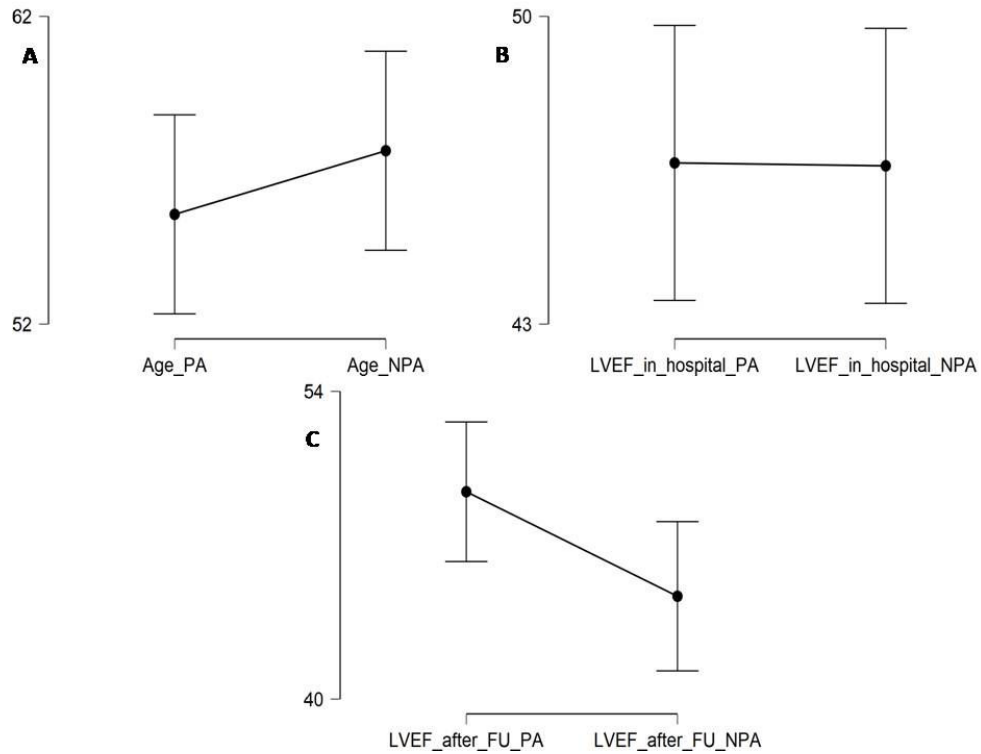 62
A
52
Age_PA
Age_NPA
50
B
43
LVEF_in_hospital_PA
LVEF_in_hospital_NPA
54
C
40
LVEF_after_FU_PA
LVEF_after_FU_NPA